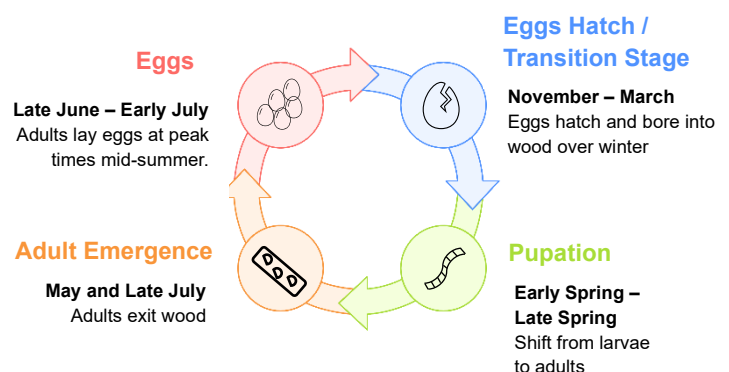 Eggs
Late June – Early July
Adults lay eggs at peak
times mid-summer.
Eggs Hatch /
Transition Stage
November – March
Eggs hatch and bore into
wood over winter
Adult Emergence
May and Late July
Adults exit wood
Pupation
Early Spring –
Late Spring
Shift from larvae
to adults